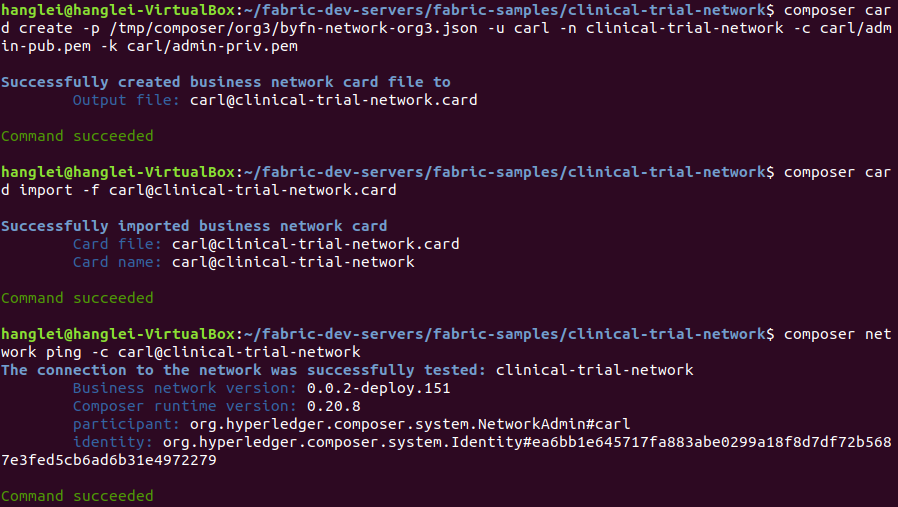 hanglei@hanglei-VirtualBox:~/fabric-dev-servers/fabric-samples/clinical-trial-network$ composer car
d create -p /tmp/composer/org3/byfn-network-org3.json -u carl -n clinical-trial-network -c carl/adm
in-pub.pem -k carl/admin-priv.pem
Successfully created business network card file to
Output file: carl@clinical-trial-network.card
Command succeeded
hanglei@hanglei-VirtualBox:~/fabric-dev-servers/fabric-samples/clinical-trial-network$ composer car
d import -f carl@clinical-trial-network.card
Successfully imported business network card
Card file: carl@clinical-trial-network.card
Card name: carl@clinical-trial-network
Command succeeded
hanglei@hanglei-VirtualBox:~/fabric-dev-servers/fabric-samples/clinical-trial-network$ composer net
work ping -c carl@clinical-trial-network
The connection to the network was successfully tested: clinical-trial-network
Business network version: 0.0.2-deploy.151
Composer runtime version: 0.20.8
participant: org.hyperledger.composer.system.NetworkAdmin#carl
identity: org.hyperledger.composer.system.Identity#ea6bb1e645717fa883abe0299a18f8d7df72b568
7e3fed5cb6ad6b31e4972279
Command succeeded